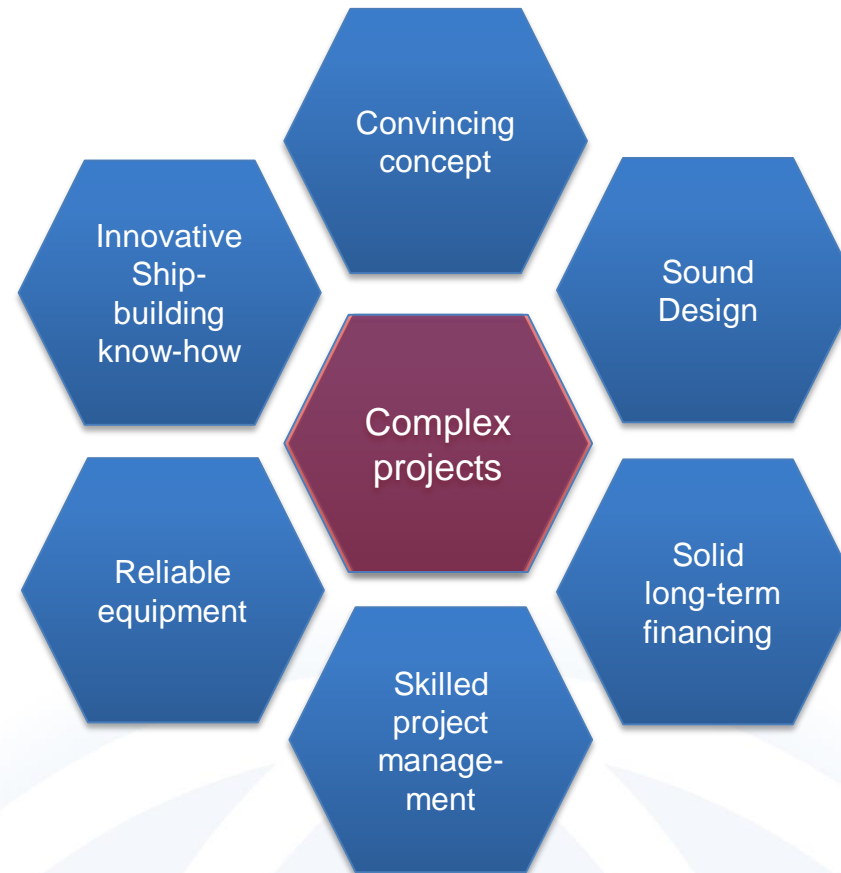 Convincing
concept
Innovative
Ship-
building
know-how
Sound
Design
Complex
projects
Reliable
equipment
Solid
long-term
financing
Skilled
project
manage-
ment